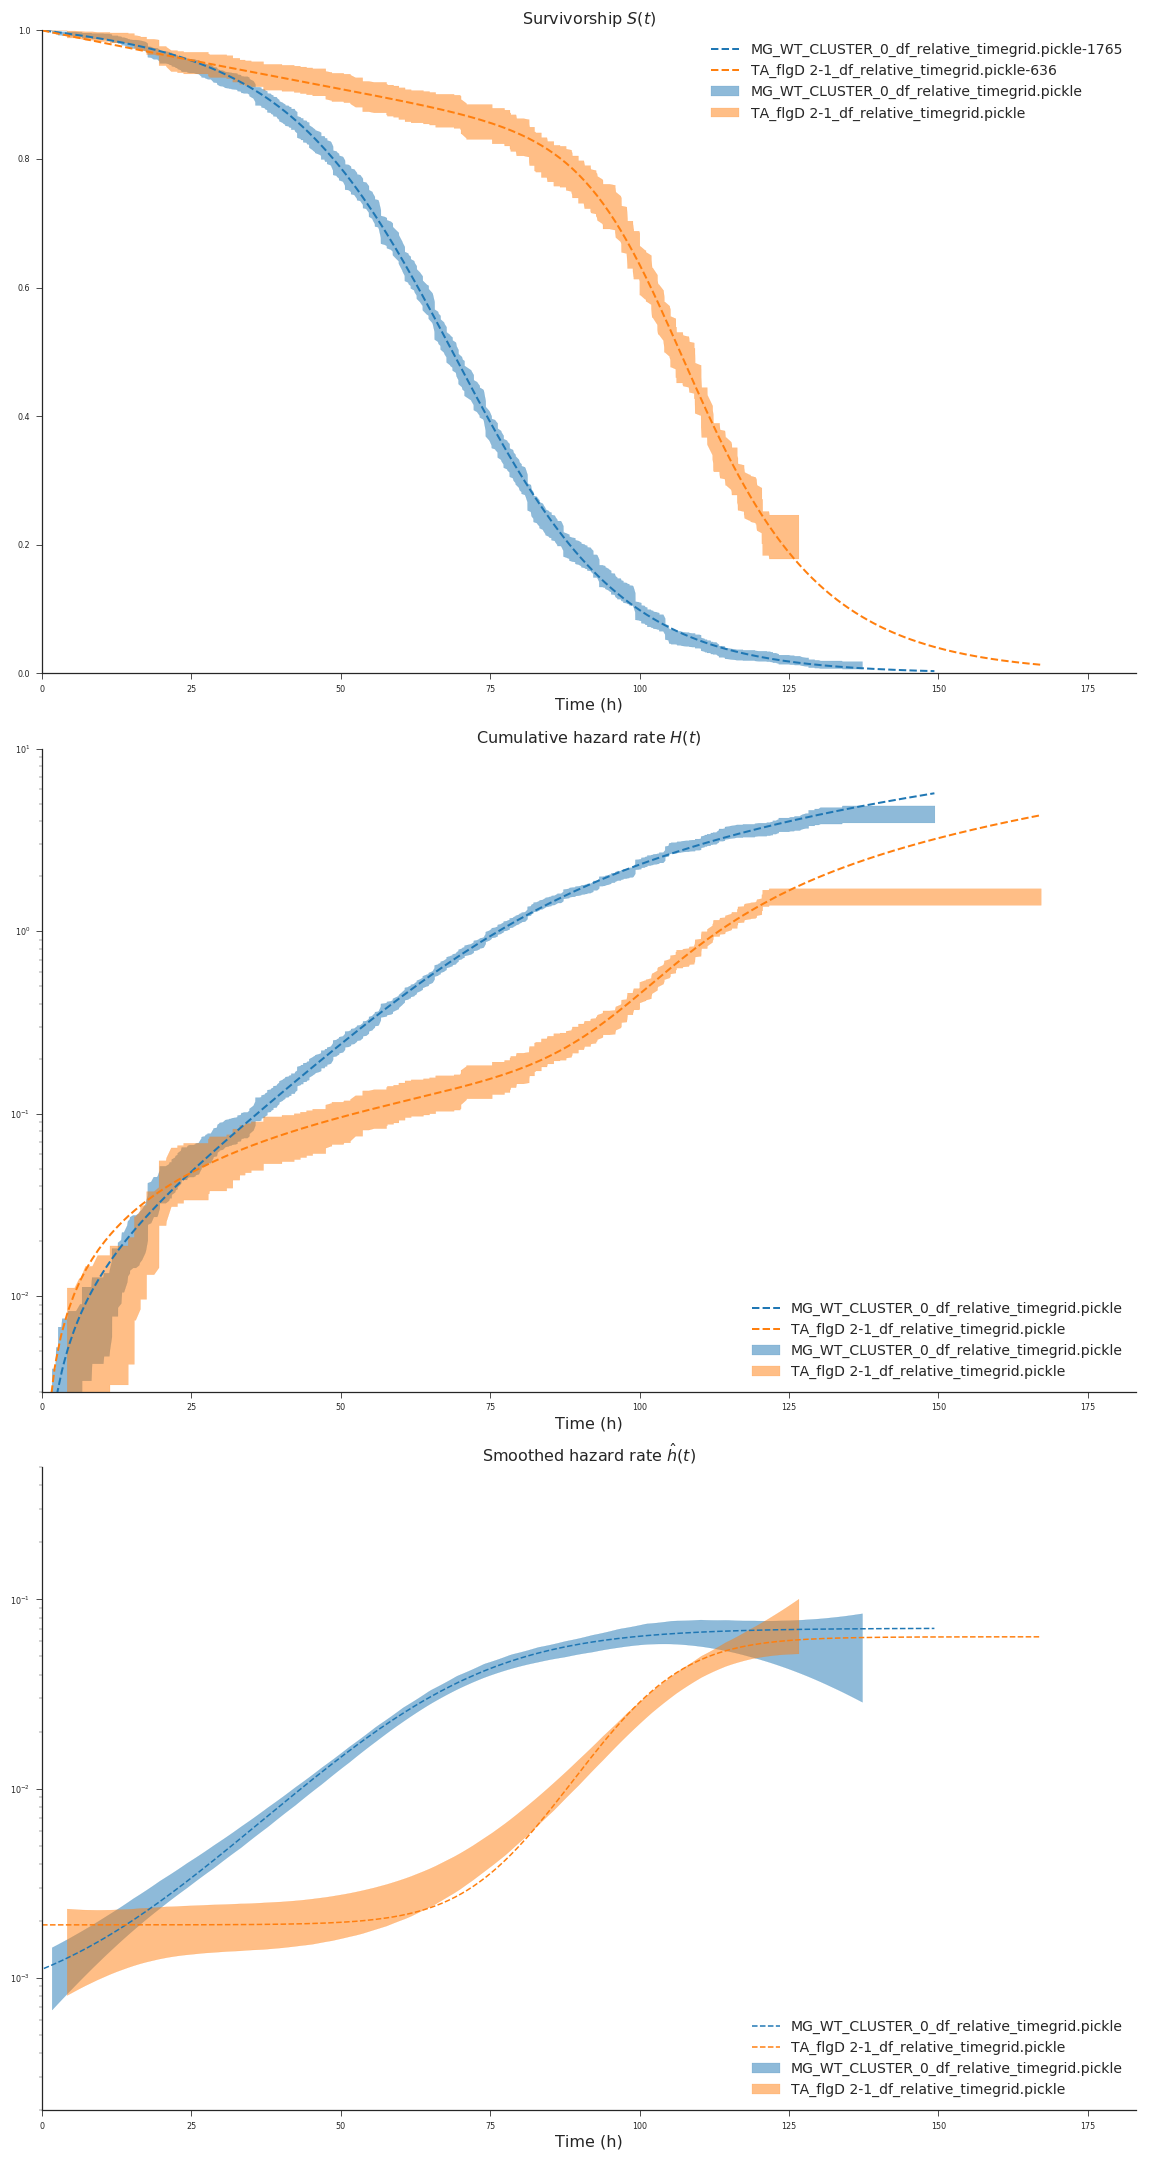 Survivorship S(t)
1.0
0.8
0.6
0.4
0.2
0.0
MG_WT_CLUSTER_0_df_relative_timegrid.pickle-1765
TA_flgD 2-1_df_relative_timegrid.pickle-636
MG_WT_CLUSTER_0_df_relative_timegrid.pickle
TA_flgD 2-1_df_relative_timegrid.pickle
0 25 50 75 100 125 150 175
Time (h)
Cumulative hazard rate H(t)
10¹
10⁰
10⁻¹
10⁻²
MG_WT_CLUSTER_0_df_relative_timegrid.pickle
TA_flgD 2-1_df_relative_timegrid.pickle
MG_WT_CLUSTER_0_df_relative_timegrid.pickle
TA_flgD 2-1_df_relative_timegrid.pickle
0 25 50 75 100 125 150 175
Time (h)
Smoothed hazard rate ĥ(t)
10⁻¹
10⁻²
10⁻³
MG_WT_CLUSTER_0_df_relative_timegrid.pickle
TA_flgD 2-1_df_relative_timegrid.pickle
MG_WT_CLUSTER_0_df_relative_timegrid.pickle
TA_flgD 2-1_df_relative_timegrid.pickle
0 25 50 75 100 125 150 175
Time (h)